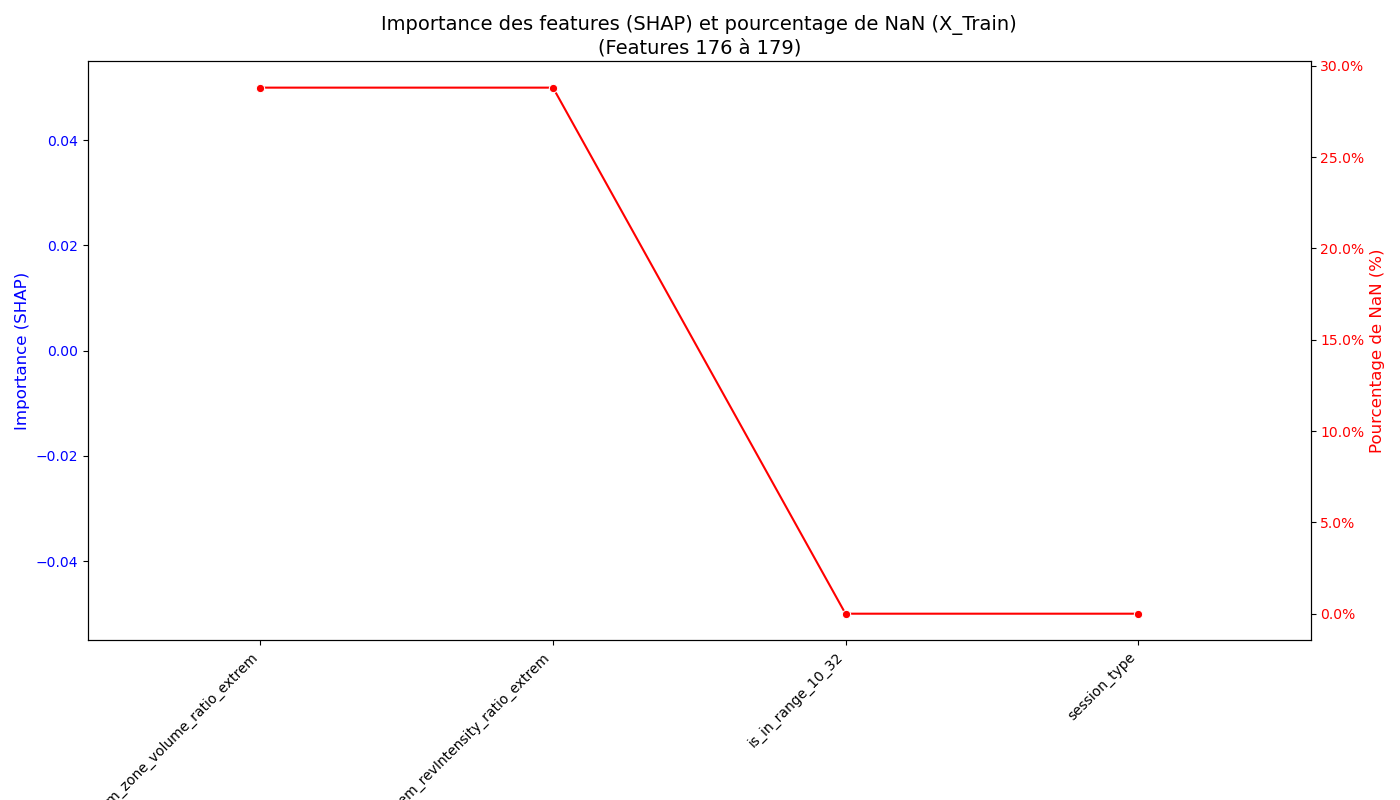 Importance des features (SHAP) et pourcentage de NaN (X_Train)
(Features 176 à 179)
Importance (SHAP)
0.04
0.02
0.00
−0.02
−0.04
30.0%
25.0%
20.0%
15.0%
10.0%
5.0%
0.0%
Pourcentage de NaN (%)
m_zone_volume_ratio_extrem
em_revIntensity_ratio_extrem
is_in_range_10_32
session_type